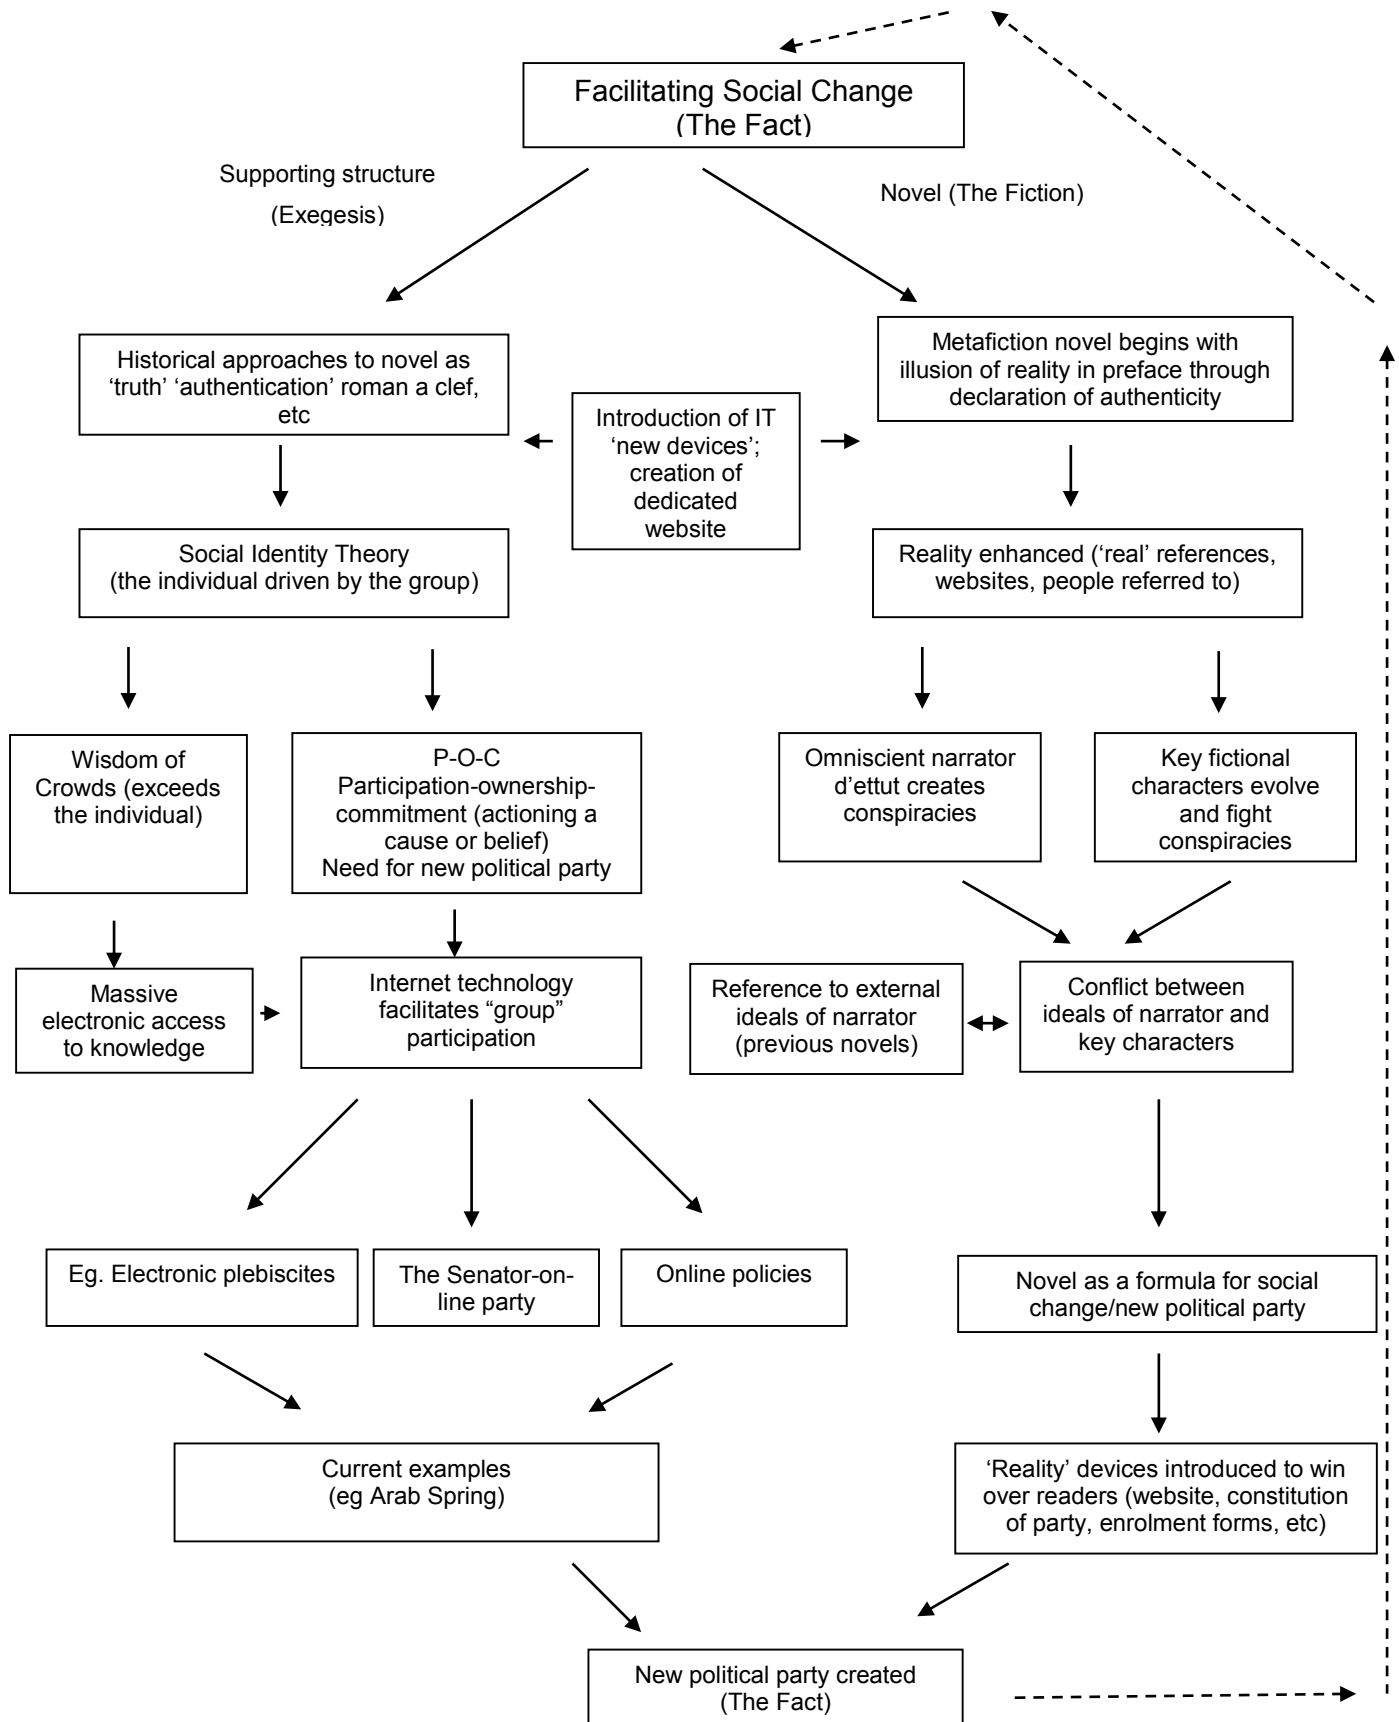 Facilitating Social Change
(The Fact)
Supporting structure
(Exegesis)
Novel (The Fiction)
Historical approaches to novel as
‘truth’ ‘authentication’ roman a clef,
etc
Introduction of IT
‘new devices’;
creation of
dedicated
website
Metafiction novel begins with
illusion of reality in preface through
declaration of authenticity
Social Identity Theory
(the individual driven by the group)
Reality enhanced (‘real’ references,
websites, people referred to)
Wisdom of
Crowds (exceeds
the individual)
P-O-C
Participation-ownership-
commitment (actioning a
cause or belief)
Need for new political party
Omniscient narrator
d’ettut creates
conspiracies
Key fictional
characters evolve
and fight
conspiracies
Massive
electronic access
to knowledge
Internet technology
facilitates “group”
participation
Reference to external
ideals of narrator
(previous novels)
Conflict between
ideals of narrator and
key characters
Eg. Electronic plebiscites
The Senator-on-
line party
Online policies
Novel as a formula for social
change/new political party
Current examples
(eg Arab Spring)
‘Reality’ devices introduced to win
over readers (website, constitution
of party, enrolment forms, etc)
New political party created
(The Fact)